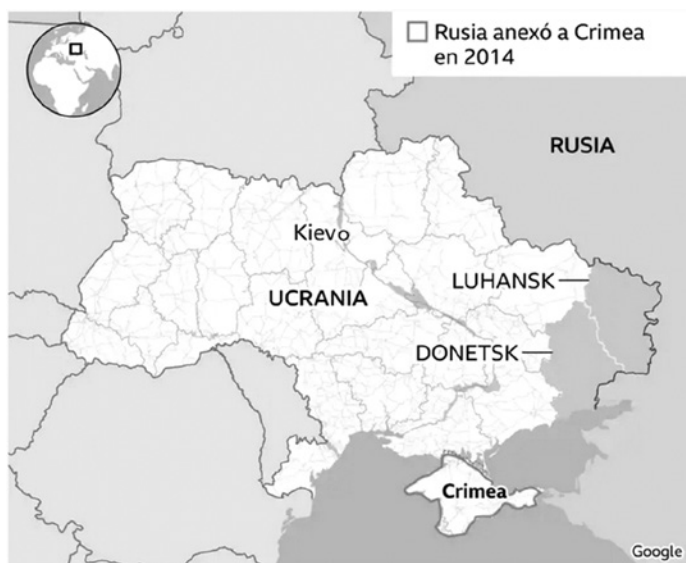 Rusia anexó a Crimea
en 2014
RUSIA
Kievo
LUHANSK
UCRANIA
DONETSK
Crimea
Google